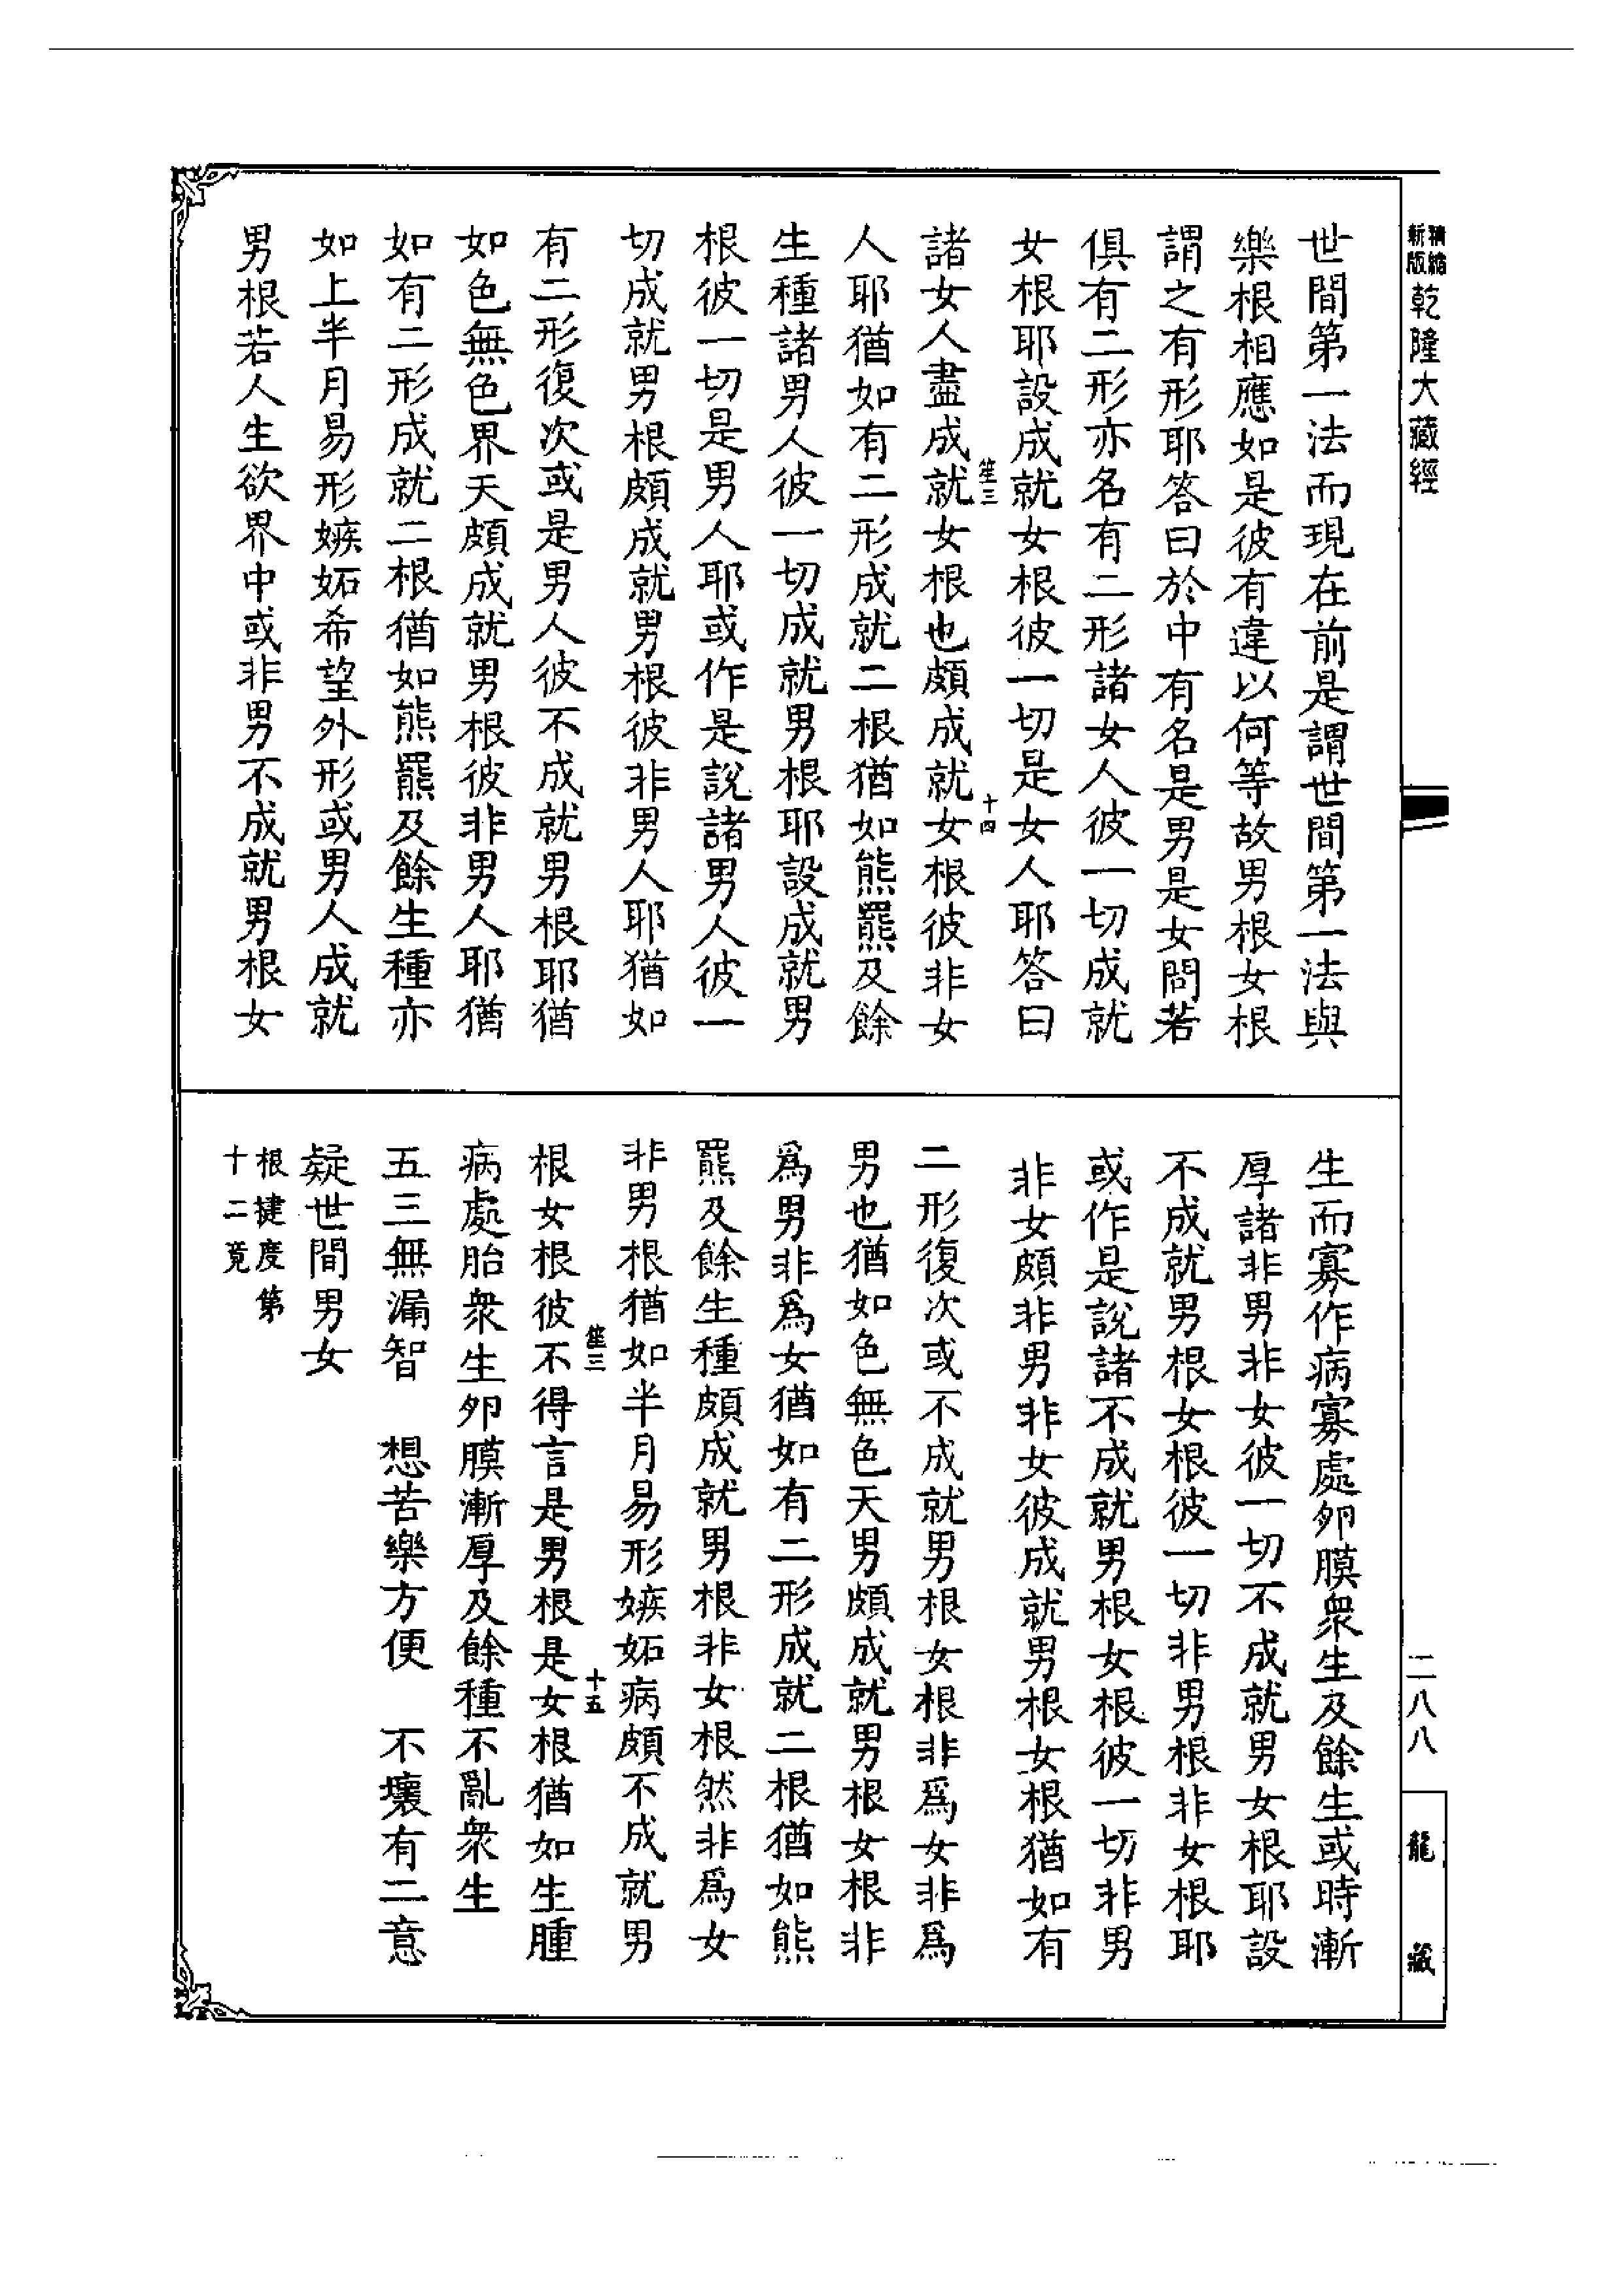 精縮
新版
乾隆大藏經
世間第一法而現在前是謂世間第一法與
樂根相應如是彼有違以何等故男根女根
謂之有形耶答曰於中有名是男是女問若
俱有二形亦名有二形諸女人彼一切成就
女根耶設成就女根彼一切是女人耶答曰
笙三
十四
諸女人盡成就女根也頗成就女根彼非女
人耶猶如有二形成就二根猶如熊羆及餘
生種諸男人彼一切成就男根耶設成就男
根彼一切是男人耶或作是說諸男人彼一
切成就男根頗成就男根彼非男人耶猶如
有二形復次或是男人彼不成就男根耶猶
如色無色界天頗成就男根彼非男人耶猶
如有二形成就二根猶如熊羆及餘生種亦
如上半月易形嫉妬希望外形或男人成就
男根若人生欲界中或非男不成就男根女
二八八
龍藏
生而寡作病寡處卵膜眾生及餘生或時漸
厚諸非男非女彼一切不成就男女根耶設
不成就男根女根彼一切非男根非女根耶
或作是說諸不成就男根女根彼一切非男
非女頗非男非女彼成就男根女根猶如有
二形復次或不成就男根女根非爲女非爲
男也猶如色無色天男頗成就男根女根非
爲男非爲女猶如有二形成就二根猶如熊
羆及餘生種頗成就男根非女根然非爲女
非男根猶如半月易形嫉妬病頗不成就男
笙三
十五
根女根彼不得言是男根是女根猶如生腫
病處胎衆生卵膜漸厚及餘種不亂衆生
五三無漏智　想苦樂方便　不壞有二意
疑世間男女
根揵度第
十二竟